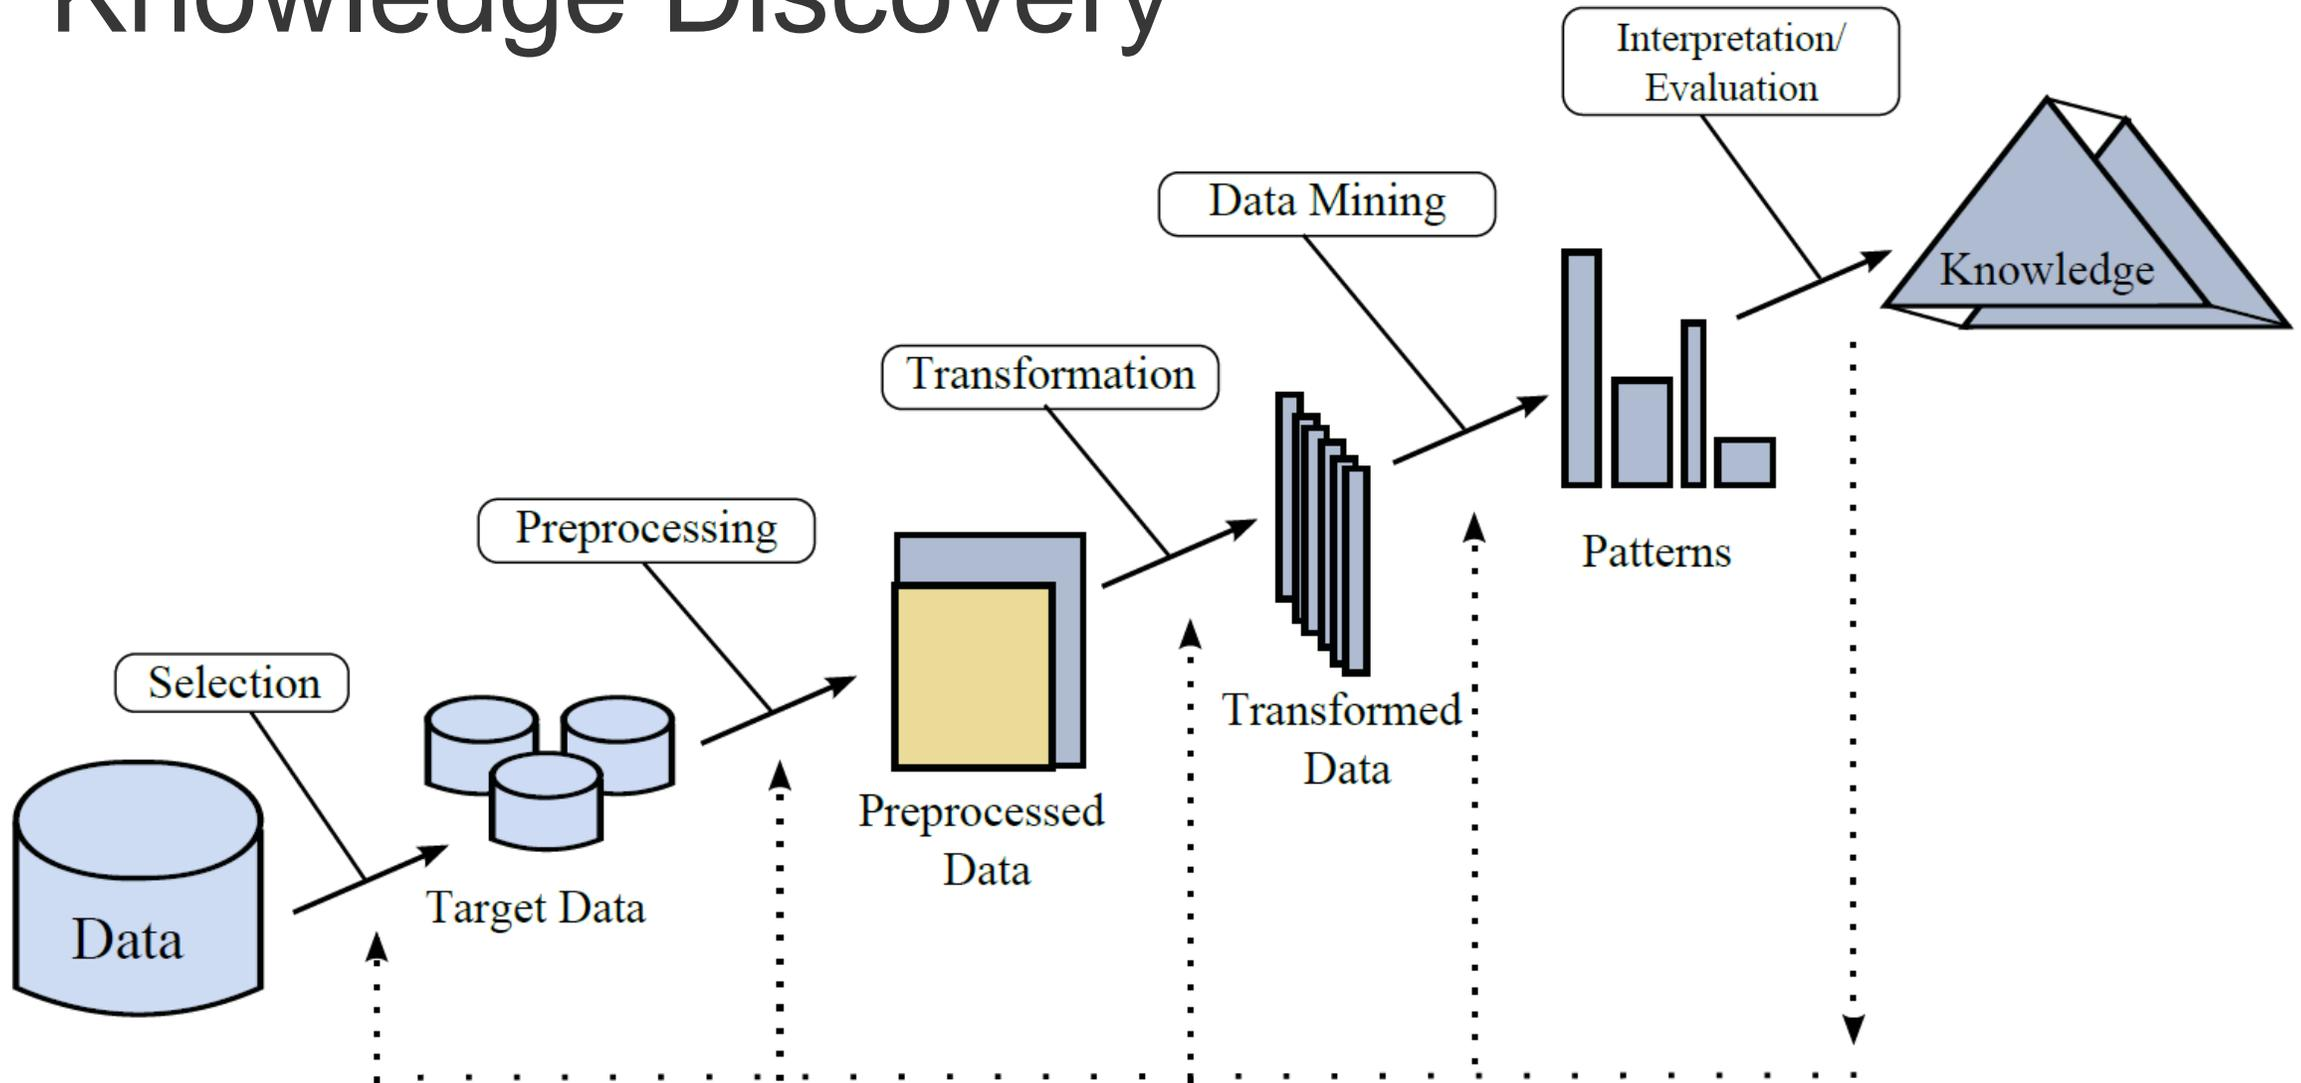 Knowledge Discovery
Interpretation/
Evaluation
Data Mining
Knowledge
Transformation
Preprocessing
Patterns
Selection
Transformed
Data
Preprocessed
Data
Target Data
Data